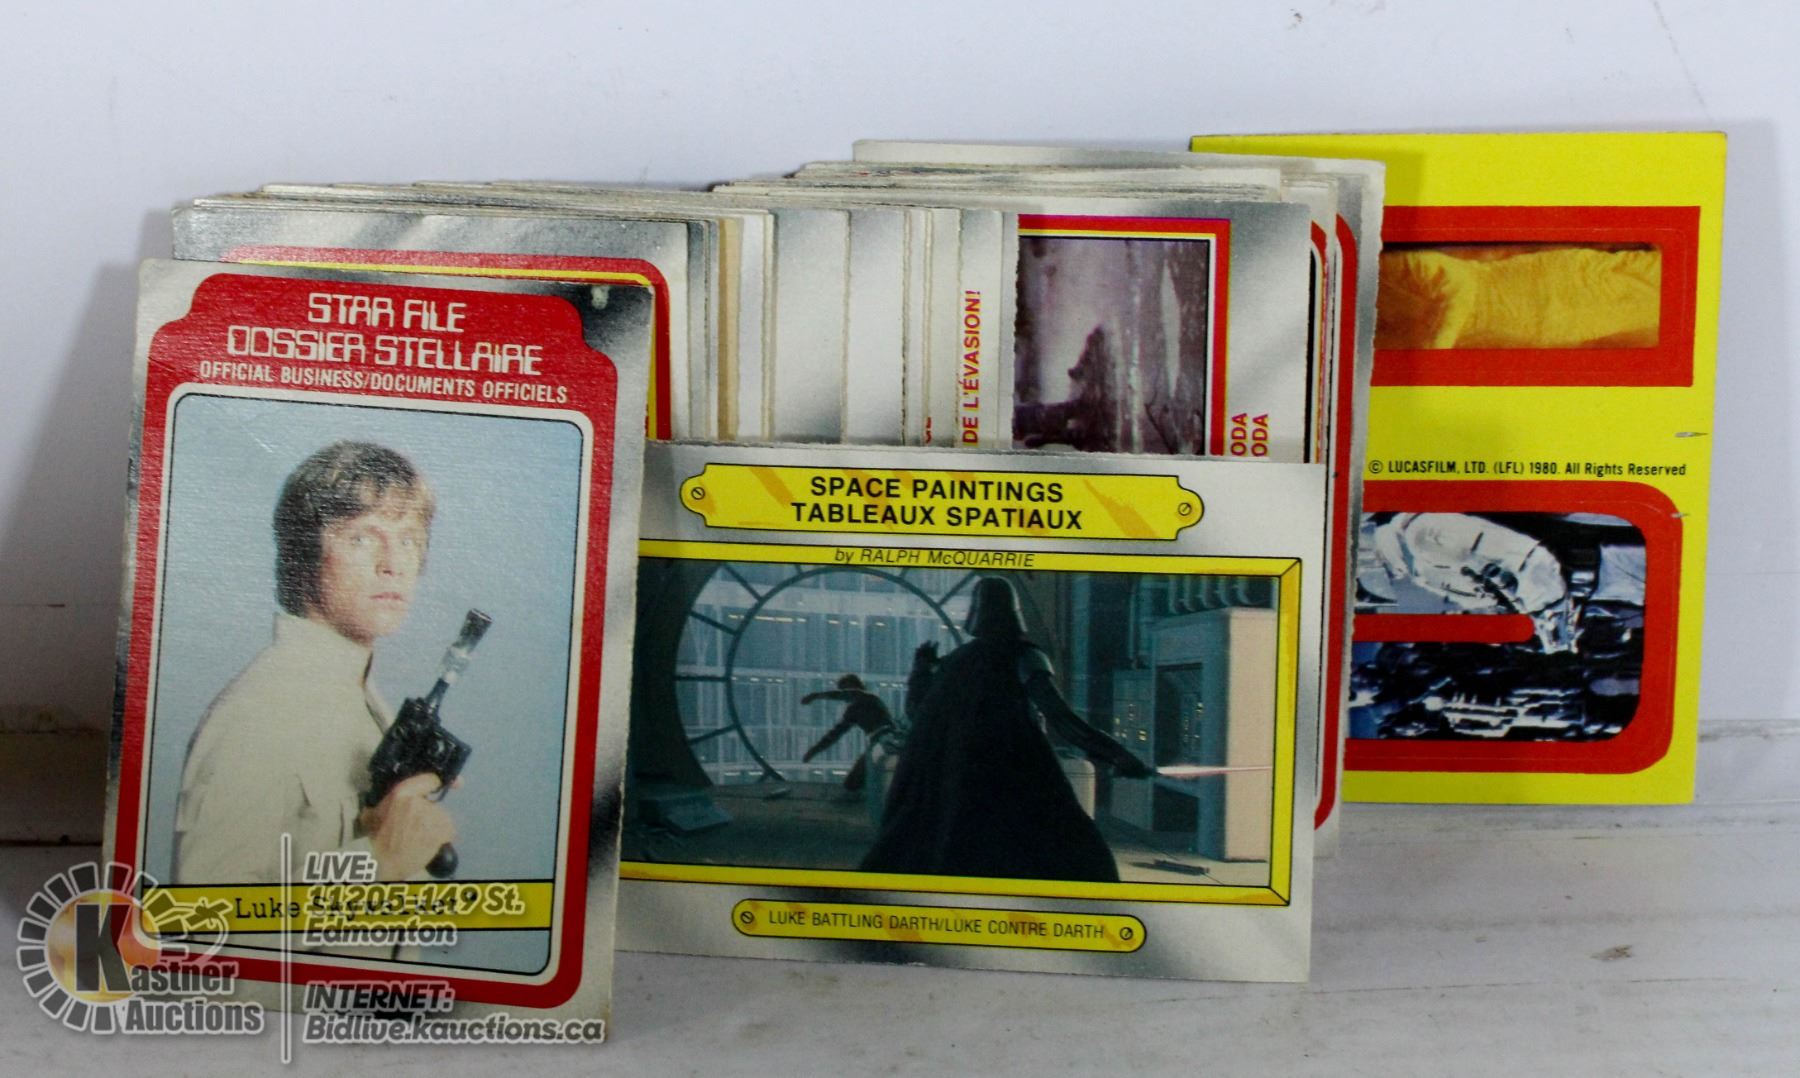 STAR FILE
DOSSIER STELLAIRE
OFFICIAL BUSINESS/DOCUMENTS OFFICIELS
Luke Skywalker
DE L'ÉVASION!
ODA
ODA
SPACE PAINTINGS
TABLEAUX SPATIAUX
by RALPH McQUARRIE
LUKE BATTLING DARTH/LUKE CONTRE DARTH
© LUCASFILM, LTD. (LFL) 1980. All Rights Reserved
Kastner
Auctions
LIVE:
11205-149 St.
Edmonton
INTERNET:
Bidlive.kauctions.ca